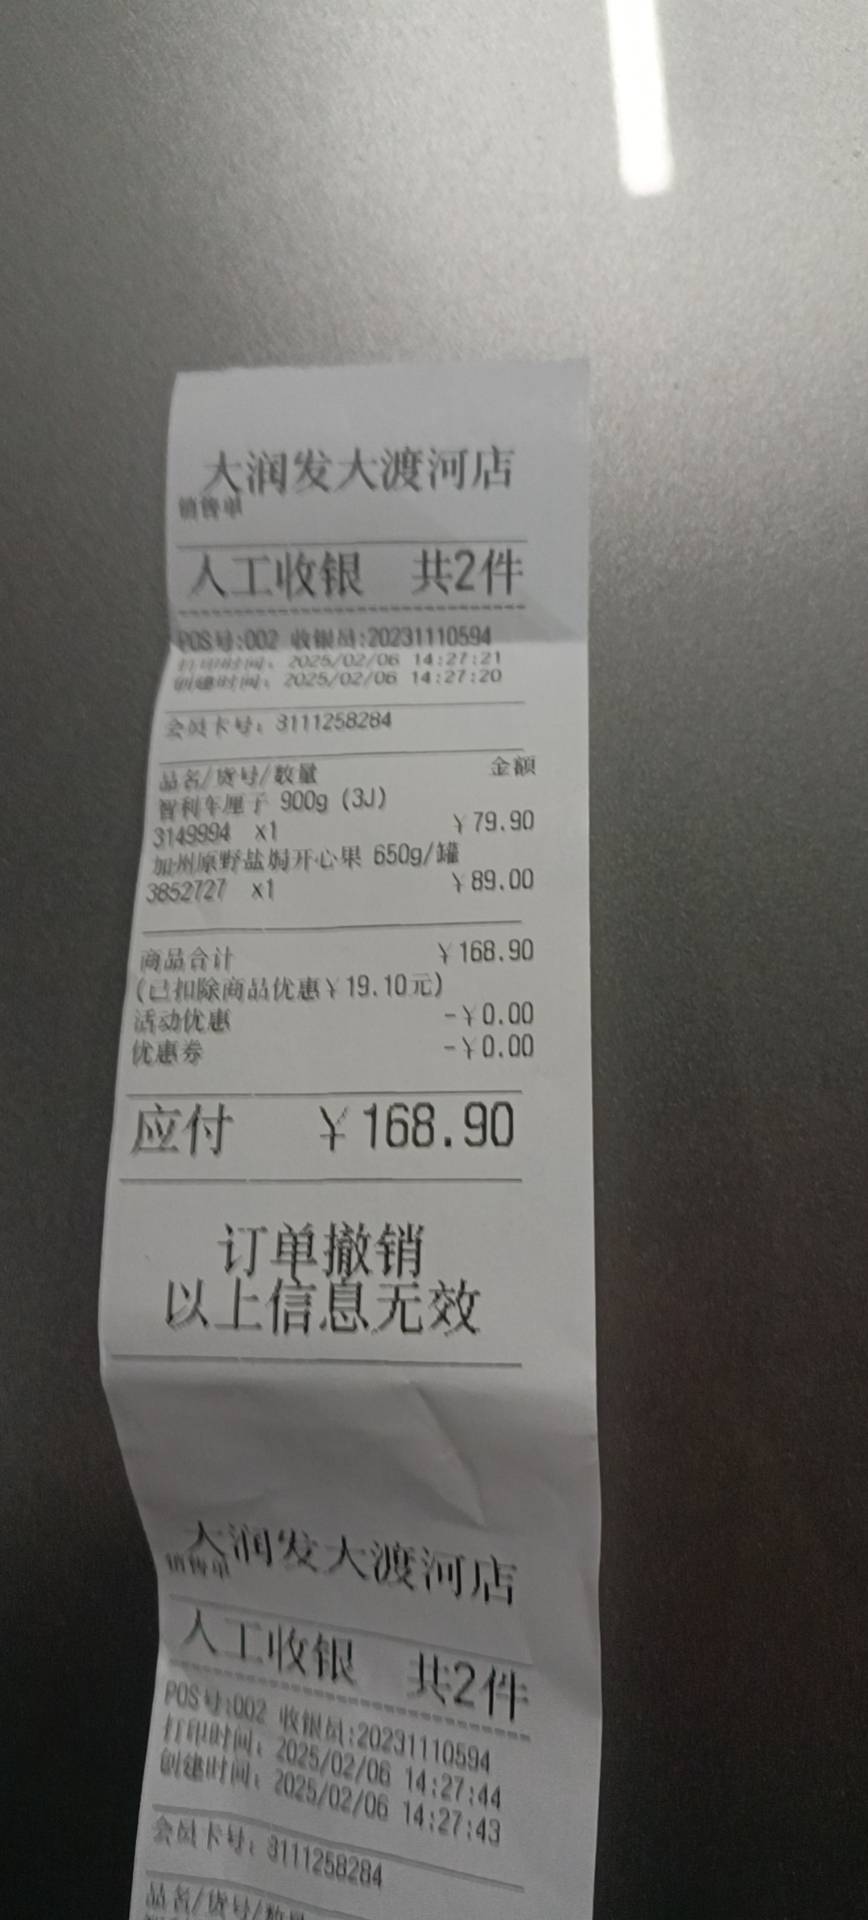 大润发大渡河店
销售单
人工收银 共2件
POS号:002 收银员:20231110594
打印时间: 2025/02/06 14:27:21
创建时间: 2025/02/06 14:27:20
会员卡号: 3111258284
品名/货号/数量 金额
智利车厘子 900g (3J)
3149994 x1 ¥79.90
加州原野盐焗开心果 650g/罐
3852727 x1 ¥89.00
商品合计 ¥168.90
(已扣除商品优惠¥19.10元)
活动优惠 -¥0.00
优惠券 -¥0.00
应付 ¥168.90
订单撤销
以上信息无效
大润发大渡河店
销售单
人工收银 共2件
POS号:002 收银员:20231110594
打印时间: 2025/02/06 14:27:44
创建时间: 2025/02/06 14:27:43
会员卡号: 3111258284
品名/货号/数量